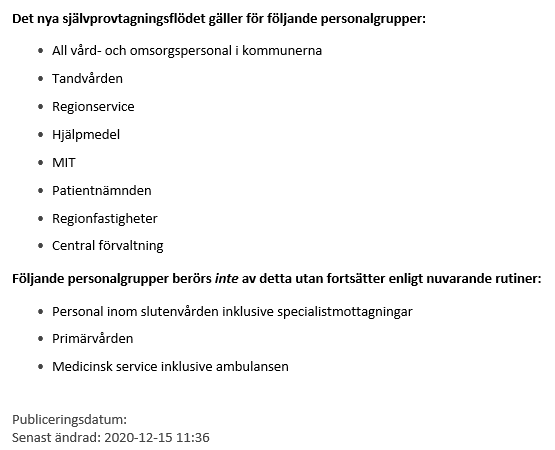 Det nya självprovtagningsflödet gäller för följande personalgrupper:
• All vård- och omsorgspersonal i kommunerna
• Tandvården
• Regionservice
• Hjälpmedel
• MIT
• Patientnämnden
• Regionfastigheter
• Central förvaltning
Följande personalgrupper berörs inte av detta utan fortsätter enligt nuvarande rutiner:
• Personal inom slutenvården inklusive specialistmottagningar
• Primärvården
• Medicinsk service inklusive ambulansen
Publiceringsdatum:
Senast ändrad: 2020-12-15 11:36